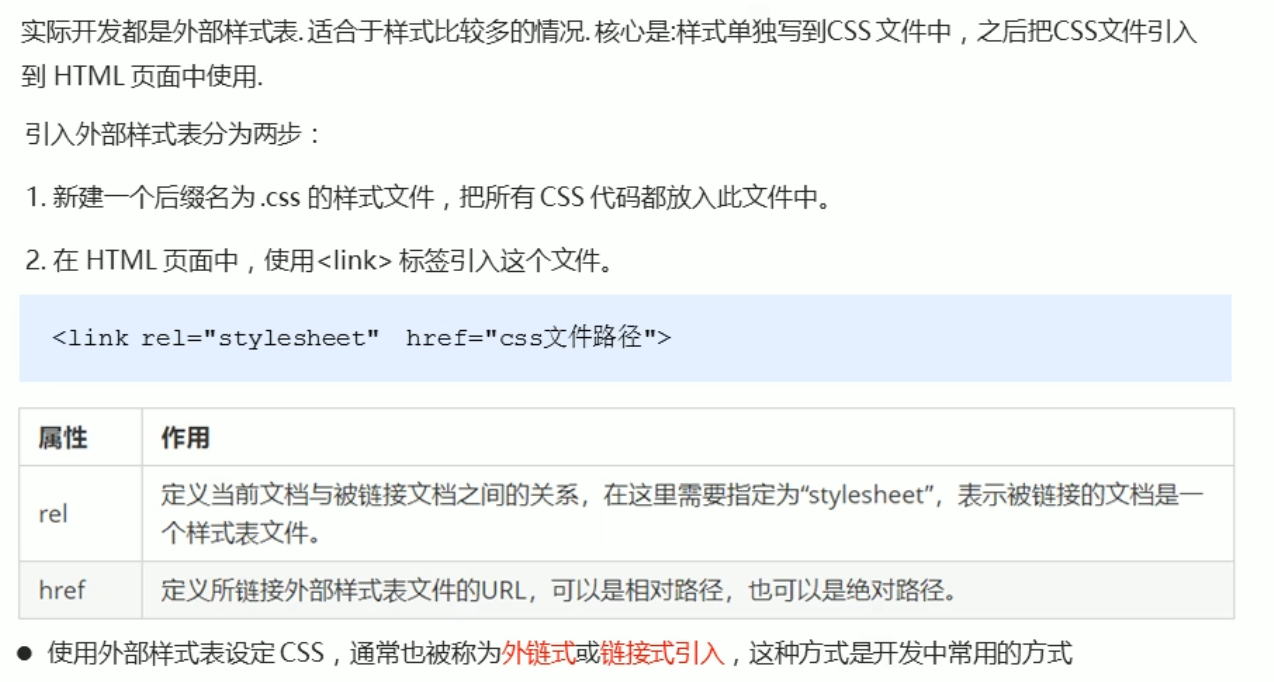 实际开发都是外部样式表.适合于样式比较多的情况.核心是:样式单独写到CSS 文件中，之后把CSS文件引入
到 HTML 页面中使用.
引入外部样式表分为两步：
1. 新建一个后缀名为 .css 的样式文件，把所有 CSS 代码都放入此文件中。
2. 在 HTML 页面中，使用<link> 标签引入这个文件。
<link rel="stylesheet"  href="css文件路径">
属性 作用
rel 定义当前文档与被链接文档之间的关系，在这里需要指定为“stylesheet”，表示被链接的文档是一
个样式表文件。
href 定义所链接外部样式表文件的URL，可以是相对路径，也可以是绝对路径。
● 使用外部样式表设定 CSS，通常也被称为外链式或链接式引入，这种方式是开发中常用的方式